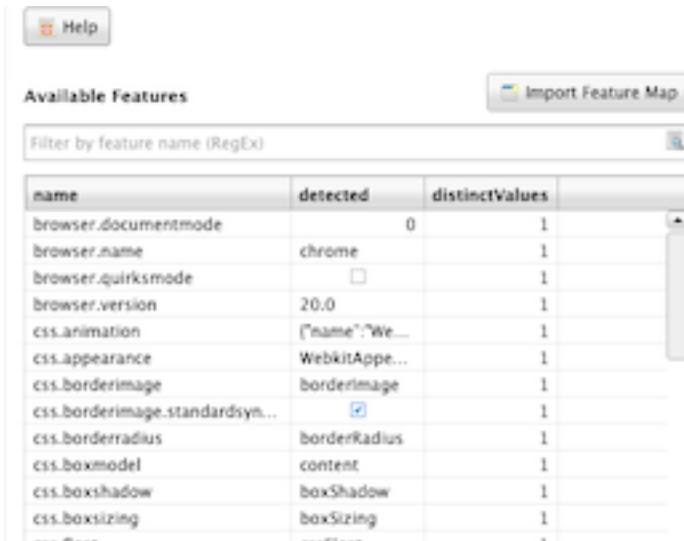 Help
Available Features
Import Feature Map
Filter by feature name (RegEx)
name detected distinctValues
browser.documentmode 0 1
browser.name chrome 1
browser.quirksmode 1
browser.version 20.0 1
css.animation {"name":"We... 1
css.appearance WebkitAppe... 1
css.borderimage borderImage 1
css.borderimage.standardsyn... 1
css.borderradius borderRadius 1
css.boxmodel content 1
css.boxshadow boxShadow 1
css.boxsizing boxSizing 1